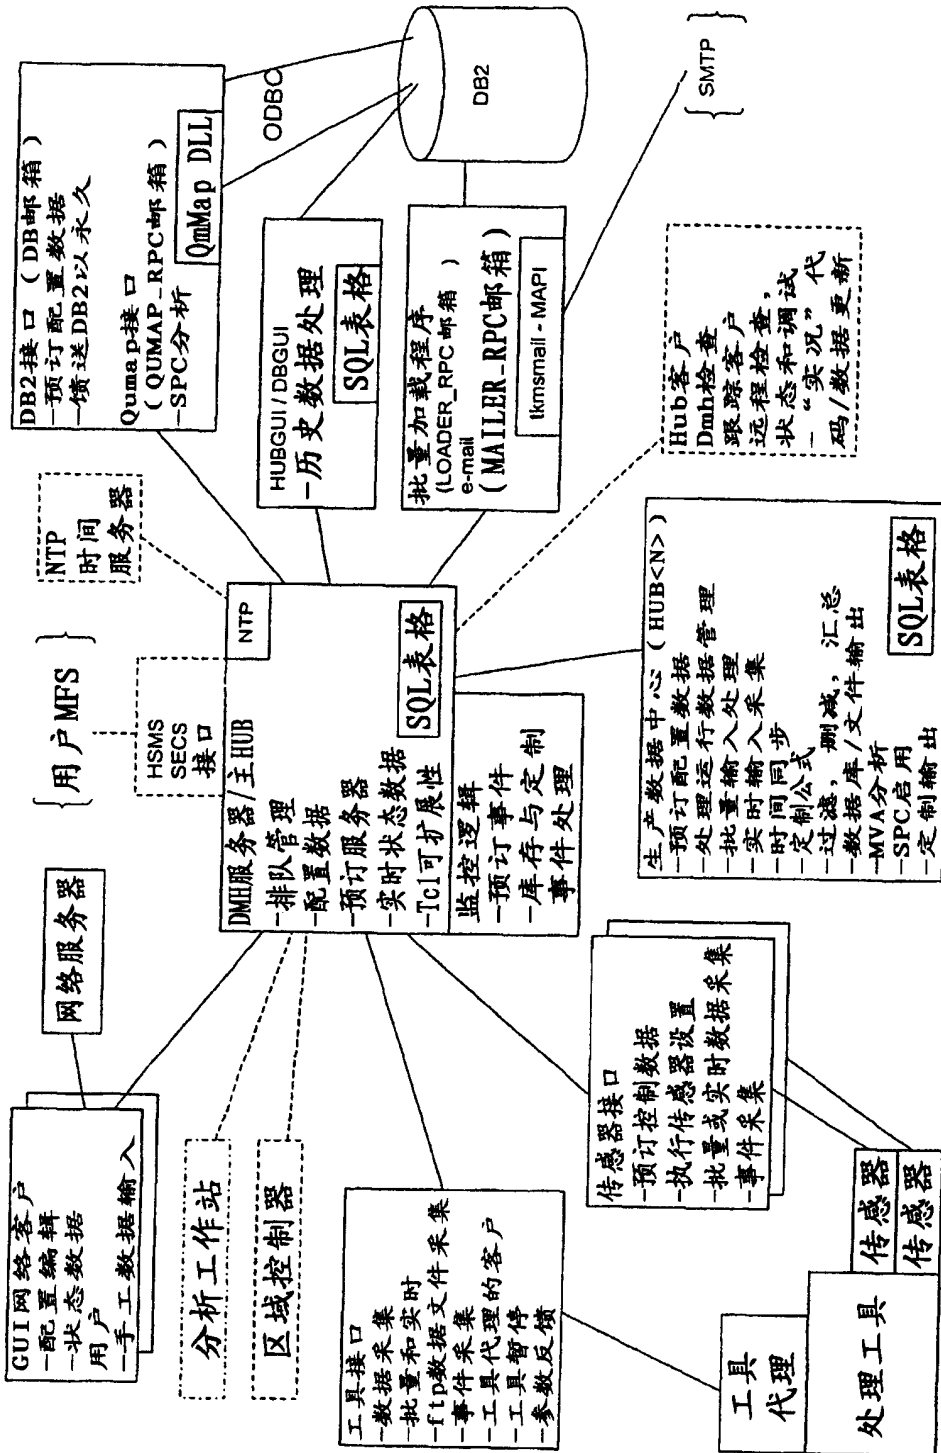 GUI网络客户
-配置编辑
-状态数据
用户
-手工数据输入
网络服务器
{用户MFS}
NTP
时间
服务器
DB2接口（DB邮箱）
-预订配置数据
-馈送DB2以永久
Qumap接口
(QUMAP_RPC邮箱)
-SPC分析
QmMap DLL
ODBC
分析工作站
区域控制器
HSMS
SECS
接口
NTP
DMH服务器/主HUB
-排队管理
-配置数据
-预订服务器
-实时状态数据
-Tcl可扩展性
SQL表格
监控逻辑
-预订事件
-库存与定制
事件处理
HUBGUI / DBGUI
-历史数据处理
SQL表格
DB2
批量加载程序
(LOADER_RPC邮箱)
e-mail
(MAILER_RPC邮箱)
tkmsmail - MAPI
{SMTP}
工具接口
-数据采集
-批量和实时
-ftp数据文件采集
-事件采集
-工具代理的客户
-工具暂停
-参数反馈
传感器接口
-预订控制数据
-执行传感器设置
-批量或实时数据采集
-事件采集
生产数据中心（HUB<N>）
-预订配置数据
-处理运行数据管理
-批量输入处理
-实时输入采集
-时间同步
-定制公式
-过滤，删减，汇总
-数据库/文件输出
-MVA分析
-SPC启用
-定制输出
SQL表格
Hub客户
Dmh检查
跟踪客户
远程检查，
状态和调试
-“实况”代
码/数据更新
工具
代理
处理工具
传感器
传感器